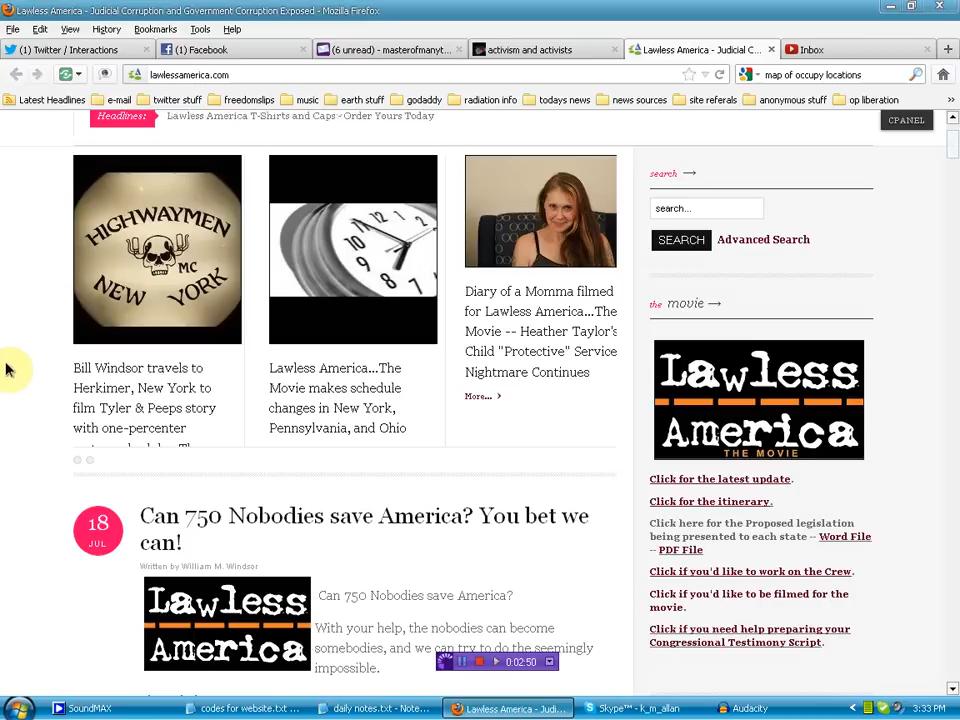 Lawless America - Judicial Corruption and Government Corruption Exposed - Mozilla Firefox
File Edit View History Bookmarks Tools Help
(1) Twitter / Interactions
(1) Facebook
(6 unread) - masterofmanyt...
activism and activists
Lawless America - Judicial C...
Inbox
lawlessamerica.com
map of occupy locations
Latest Headlines e-mail twitter stuff freedomslips music earth stuff godaddy radiation info todays news news sources site referals anonymous stuff op liberation
Headlines: Lawless America T-Shirts and Caps - Order Yours Today
CPANEL
HIGHWAYMEN
MC
NEW YORK
Bill Windsor travels to
Herkimer, New York to
film Tyler & Peeps story
with one-percenter
12
11
10
9
8
7
Lawless America...The
Movie makes schedule
changes in New York,
Pennsylvania, and Ohio
Diary of a Momma filmed
for Lawless America...The
Movie -- Heather Taylor's
Child "Protective" Service
Nightmare Continues
More...
search
search...
SEARCH Advanced Search
the movie
Lawless
America
THE MOVIE
Click for the latest update.
Click for the itinerary.
Click here for the Proposed legislation
being presented to each state -- Word File
-- PDF File
Click if you'd like to work on the Crew.
Click if you'd like to be filmed for the
movie.
Click if you need help preparing your
Congressional Testimony Script.
18
JUL
Can 750 Nobodies save America? You bet we
can!
Written by William M. Windsor
Lawless
America
Can 750 Nobodies save America?
With your help, the nobodies can become
somebodies, and we can try to do the seemingly
impossible.
0:02:50
SoundMAX
codes for website.txt ...
daily notes.txt - Note...
Lawless America - Judi...
Skype™ - k_m_allan
Audacity
3:33 PM